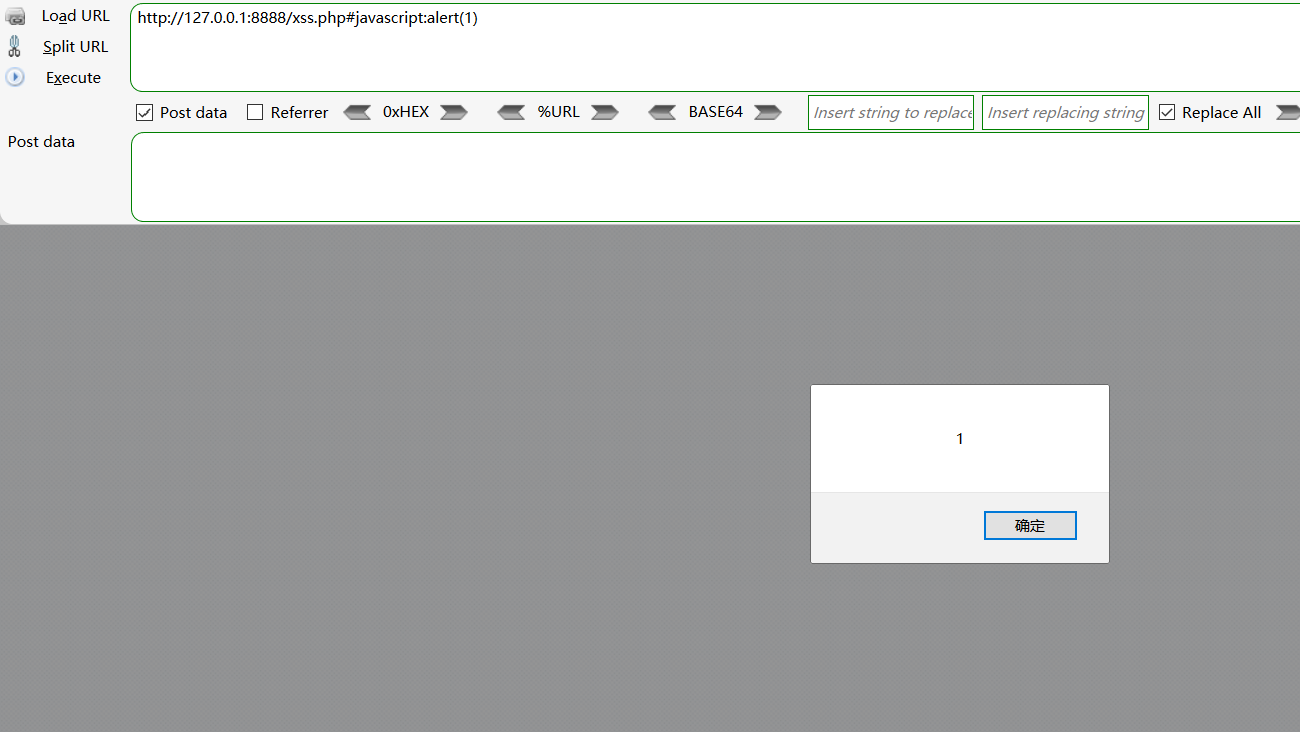 Load URL
http://127.0.0.1:8888/xss.php#javascript:alert(1)
Split URL
Execute
Post data Referrer 0xHEX %URL BASE64 Insert string to replace Insert replacing string Replace All
Post data
1
确定